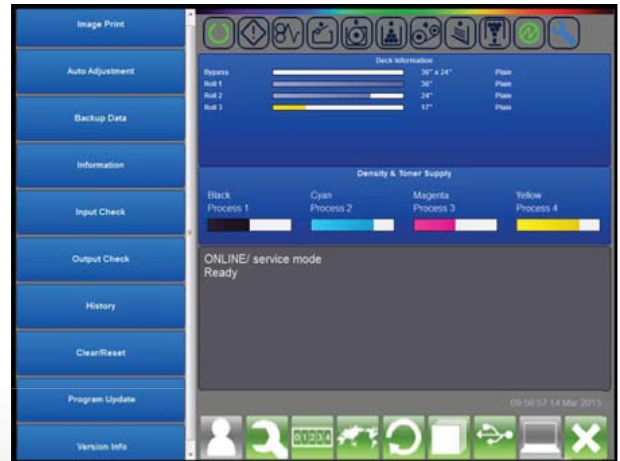 Image Print
Auto Adjustment
Backup Data
Information
Input Check
Output Check
History
Clear/Reset
Program Update
Version Info
Deck Information
Bypass 36" x 24" Plain
Roll 1 36" Plain
Roll 2 24" Plain
Roll 3 17" Plain
Density & Toner Supply
Black Cyan Magenta Yellow
Process 1 Process 2 Process 3 Process 4
ONLINE/ service mode
Ready
09:56:57 14 Mar 2015
01234